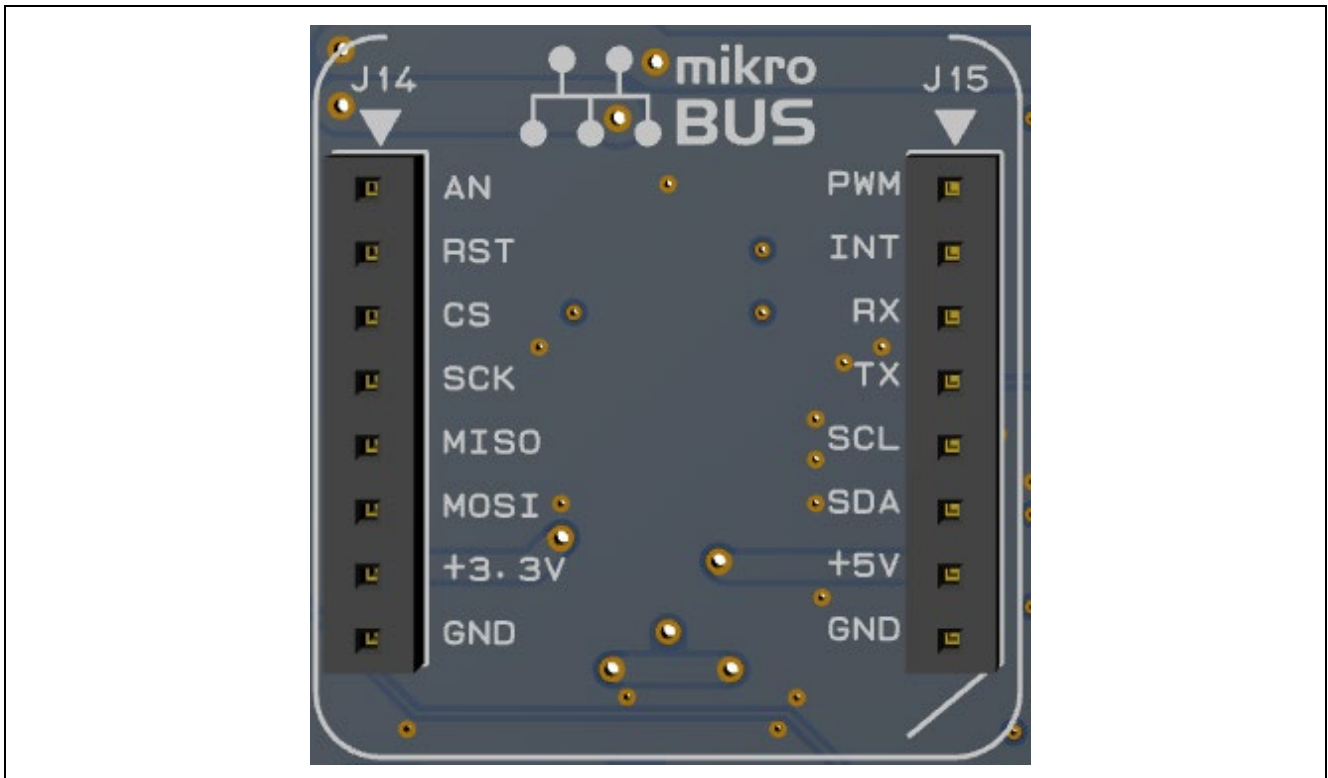 J14
mikro
BUS
J15
AN
PWM
RST
INT
CS
RX
SCK
TX
MISO
SCL
MOSI
SDA
+3.3V
+5V
GND
GND